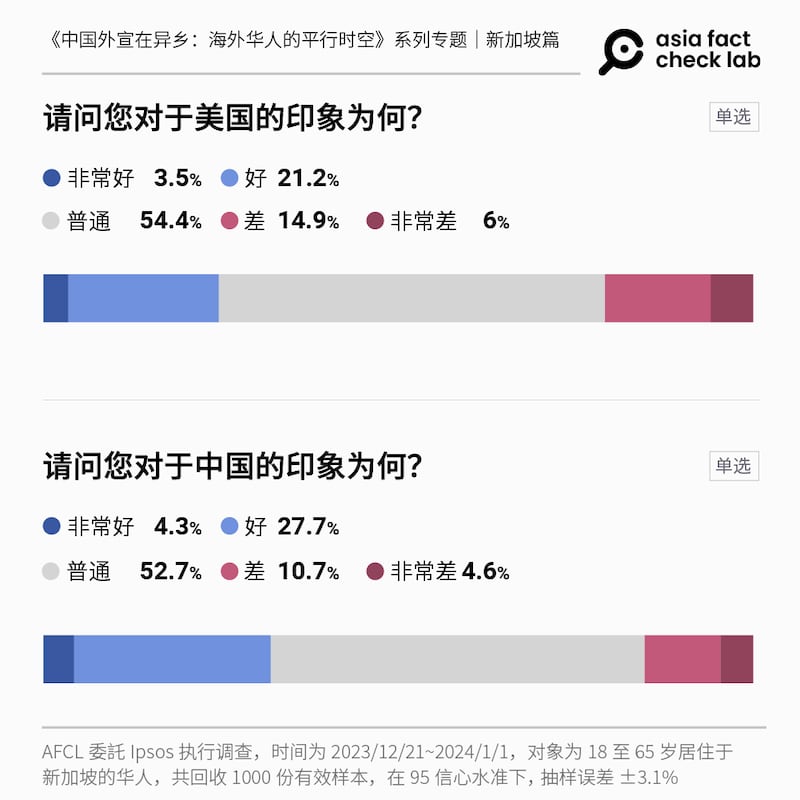 《中国外宣在异乡：海外华人的平行时空》系列专题｜新加坡篇
asia fact
check lab
请问您对于美国的印象为何？
单选
非常好 3.5% 好 21.2%
普通 54.4% 差 14.9% 非常差 6%
请问您对于中国的印象为何？
单选
非常好 4.3% 好 27.7%
普通 52.7% 差 10.7% 非常差 4.6%
AFCL 委託 Ipsos 执行调查，时间为 2023/12/21~2024/1/1，对象为 18 至 65 岁居住于
新加坡的华人，共回收 1000 份有效样本，在 95 信心水准下，抽样误差 ±3.1%